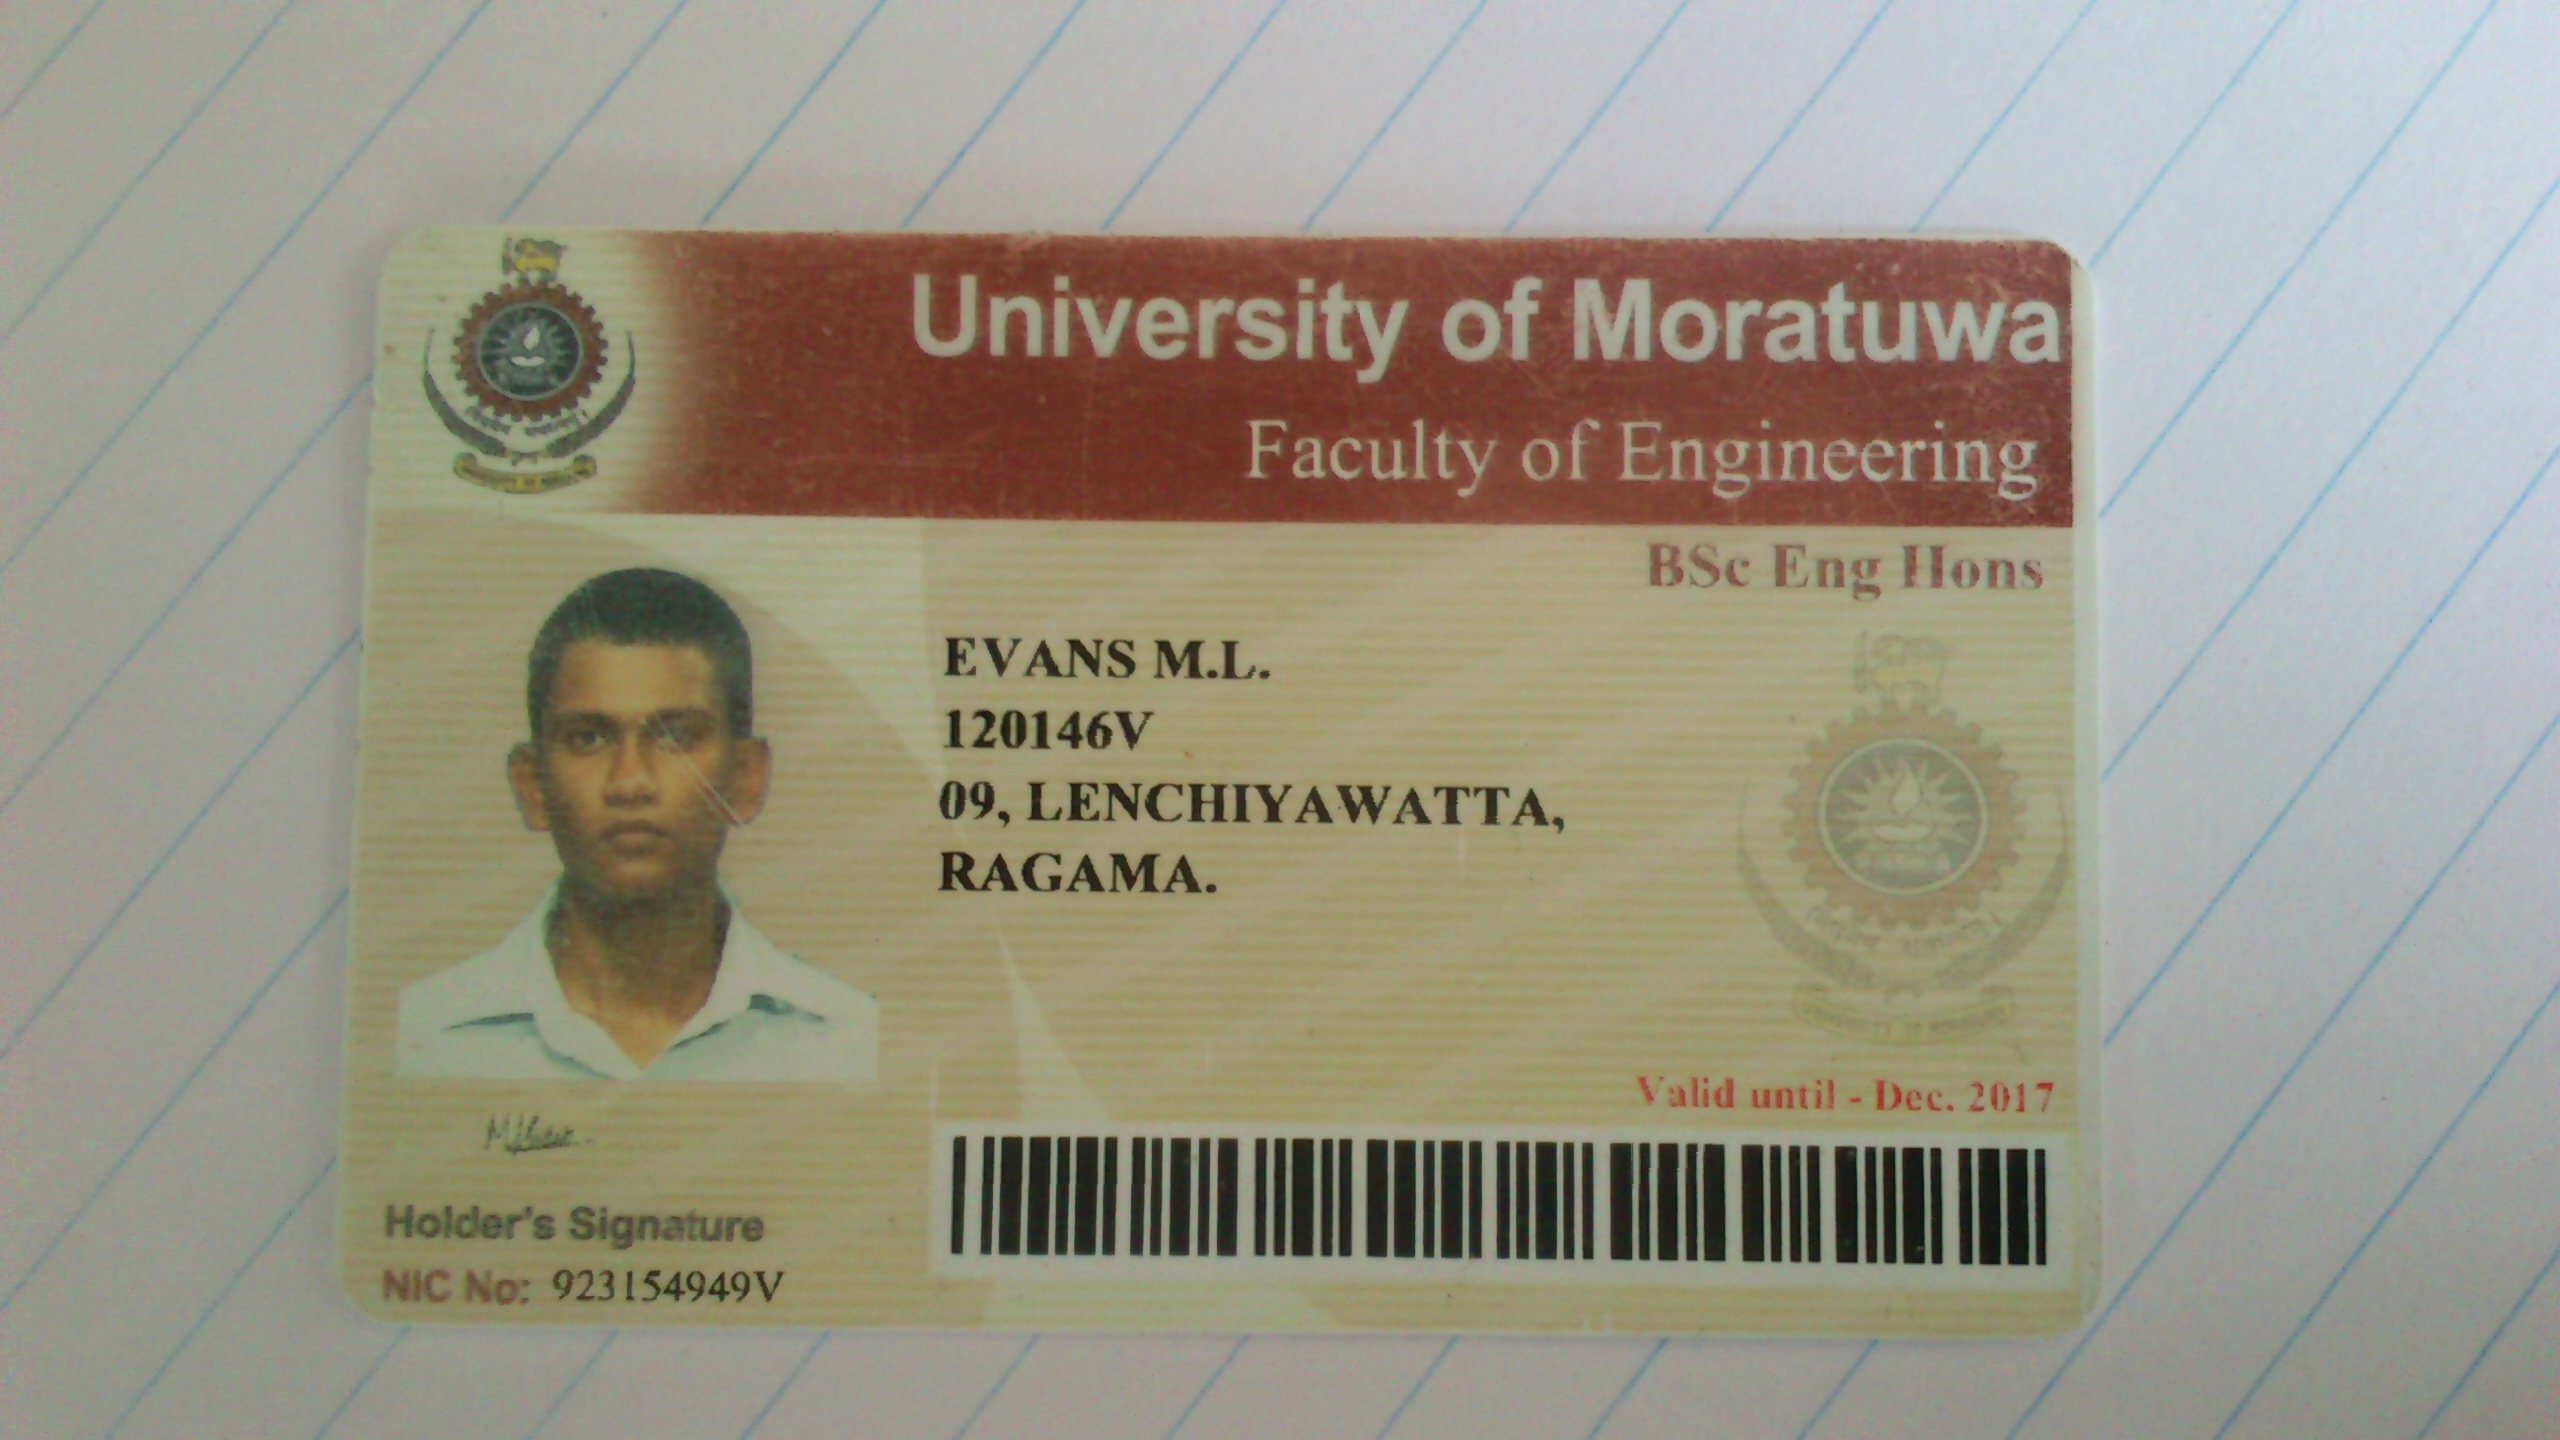 University of Moratuwa
Faculty of Engineering
BSc Eng Hons
EVANS M.L.
120146V
09, LENCHIYAWATTA,
RAGAMA.
Valid until - Dec. 2017
Holder's Signature
NIC No: 923154949V